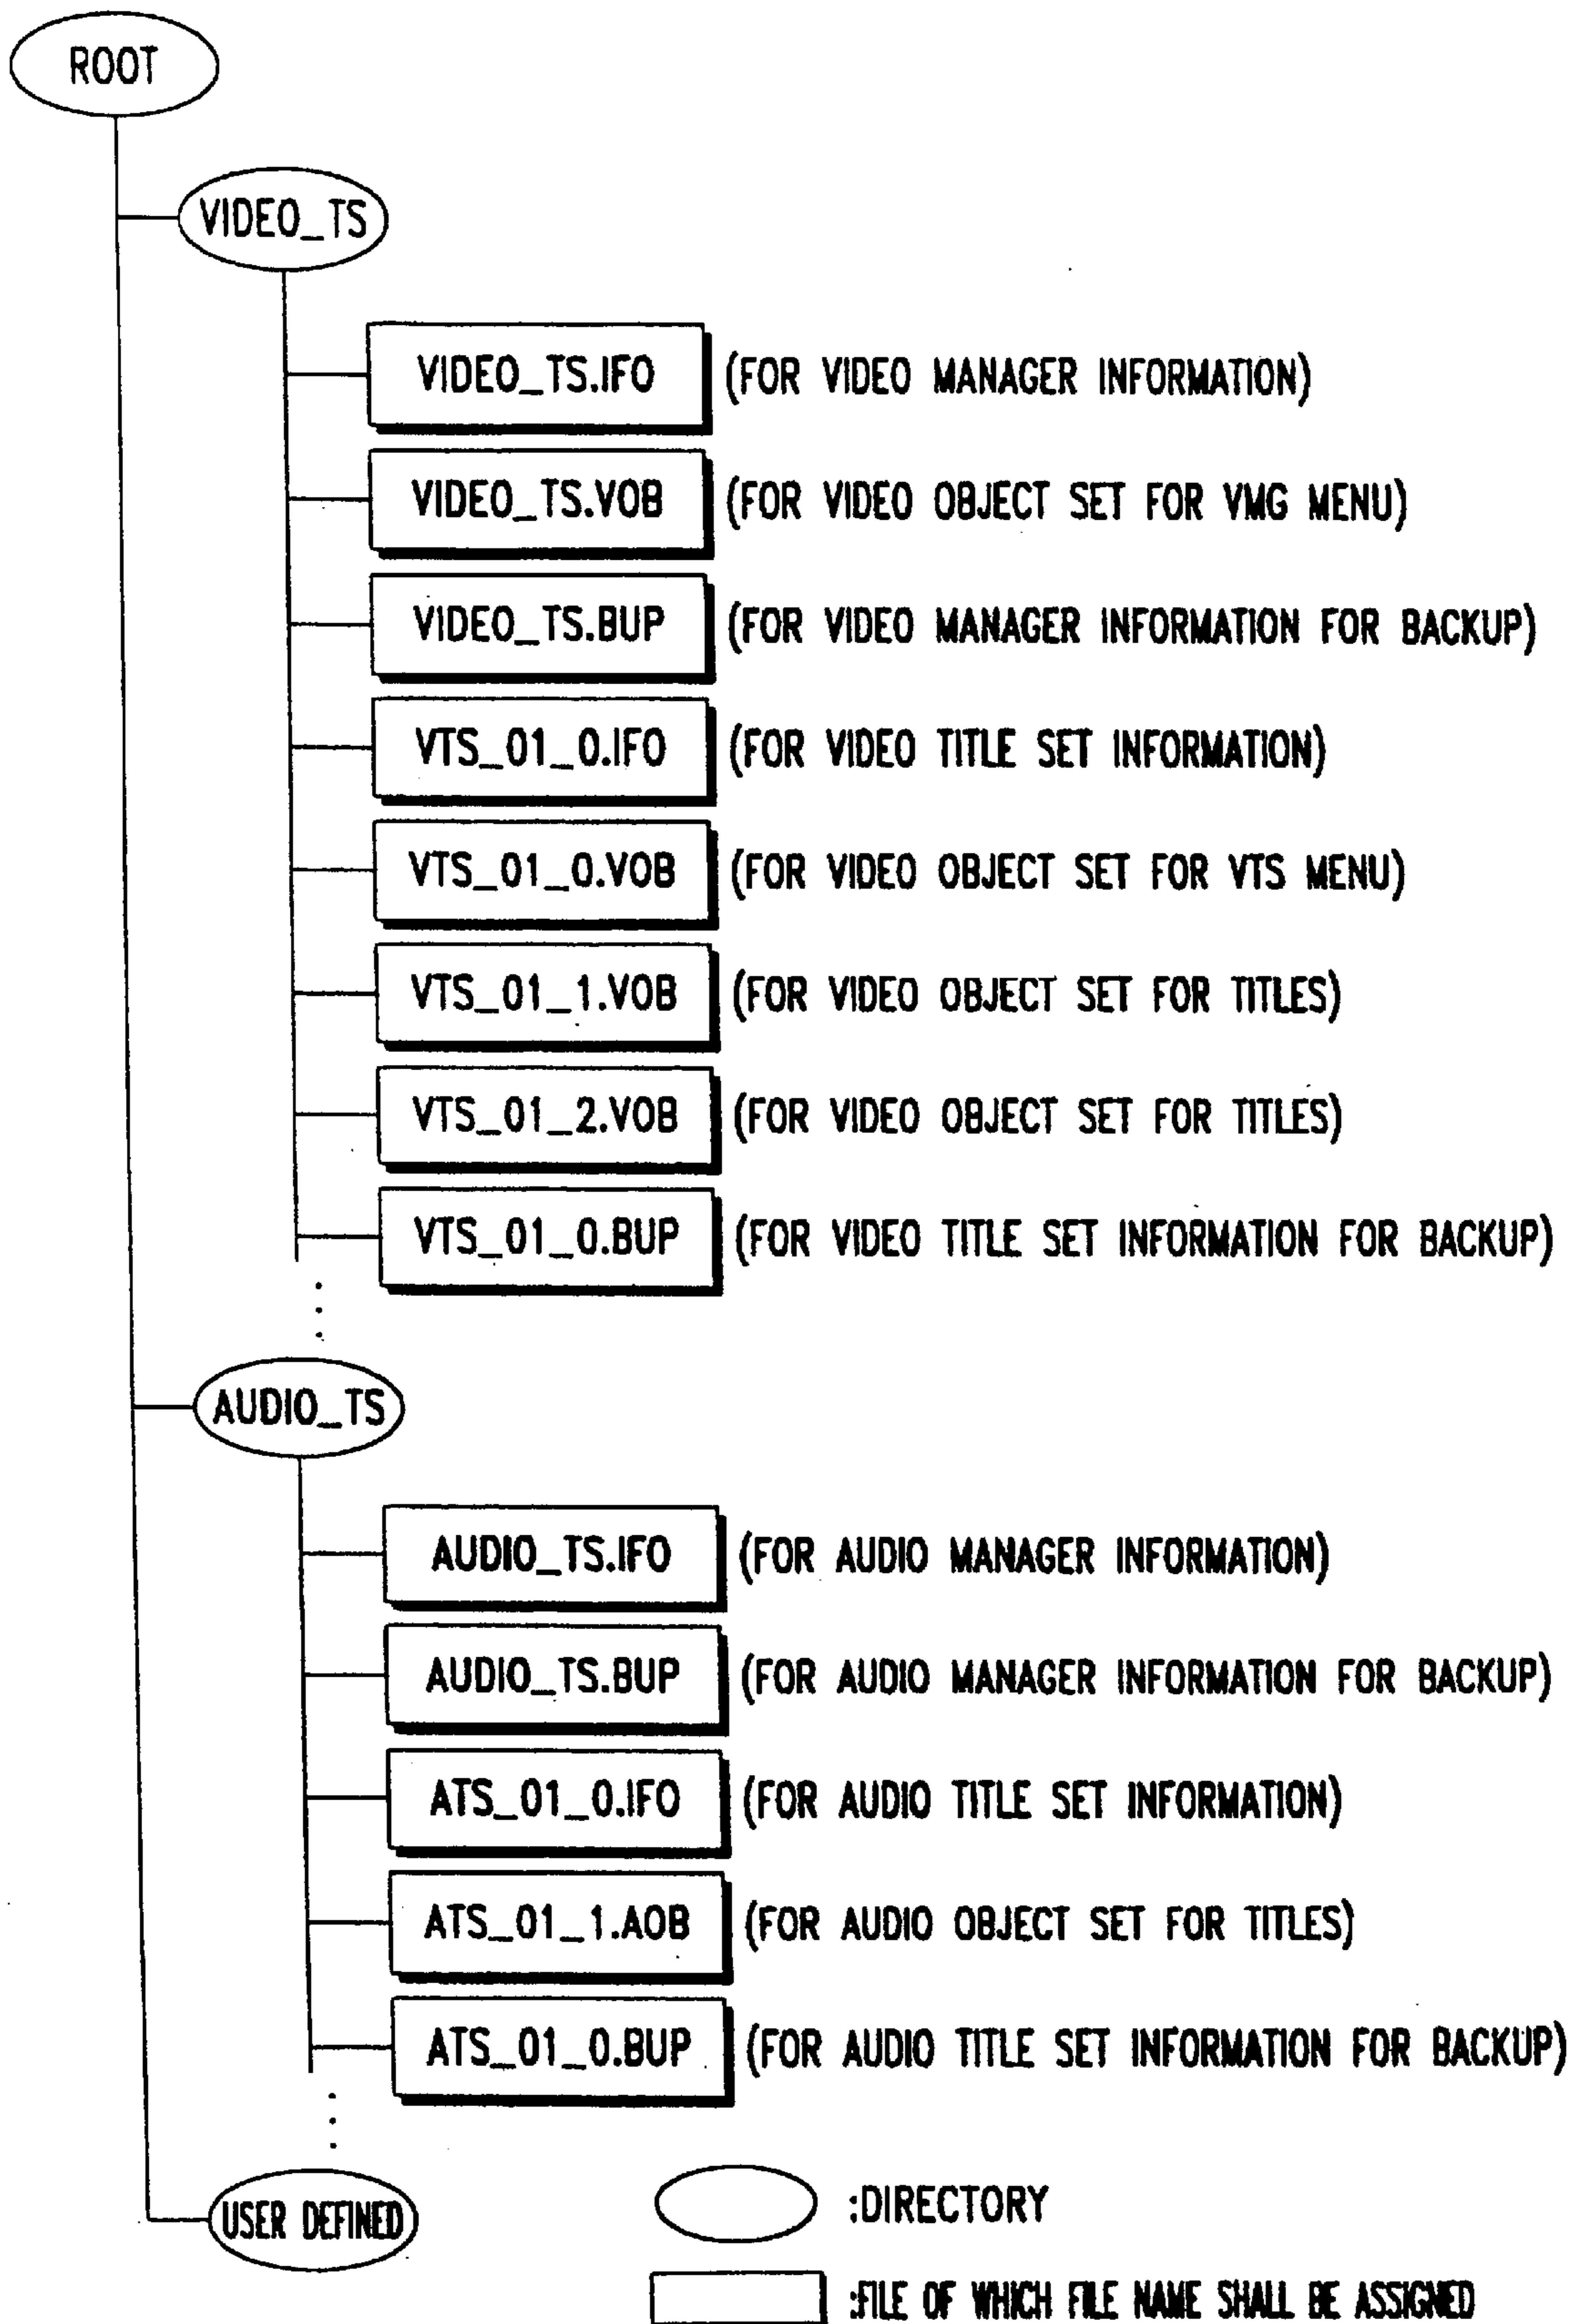 ROOT
VIDEO_TS
VIDEO_TS.IFO (FOR VIDEO MANAGER INFORMATION)
VIDEO_TS.VOB (FOR VIDEO OBJECT SET FOR VMG MENU)
VIDEO_TS.BUP (FOR VIDEO MANAGER INFORMATION FOR BACKUP)
VTS_01_0.IFO (FOR VIDEO TITLE SET INFORMATION)
VTS_01_0.VOB (FOR VIDEO OBJECT SET FOR VTS MENU)
VTS_01_1.VOB (FOR VIDEO OBJECT SET FOR TITLES)
VTS_01_2.VOB (FOR VIDEO OBJECT SET FOR TITLES)
VTS_01_0.BUP (FOR VIDEO TITLE SET INFORMATION FOR BACKUP)
AUDIO_TS
AUDIO_TS.IFO (FOR AUDIO MANAGER INFORMATION)
AUDIO_TS.BUP (FOR AUDIO MANAGER INFORMATION FOR BACKUP)
ATS_01_0.IFO (FOR AUDIO TITLE SET INFORMATION)
ATS_01_1.AOB (FOR AUDIO OBJECT SET FOR TITLES)
ATS_01_0.BUP (FOR AUDIO TITLE SET INFORMATION FOR BACKUP)
USER DEFINED
:DIRECTORY
:FILE OF WHICH FILE NAME SHALL BE ASSIGNED